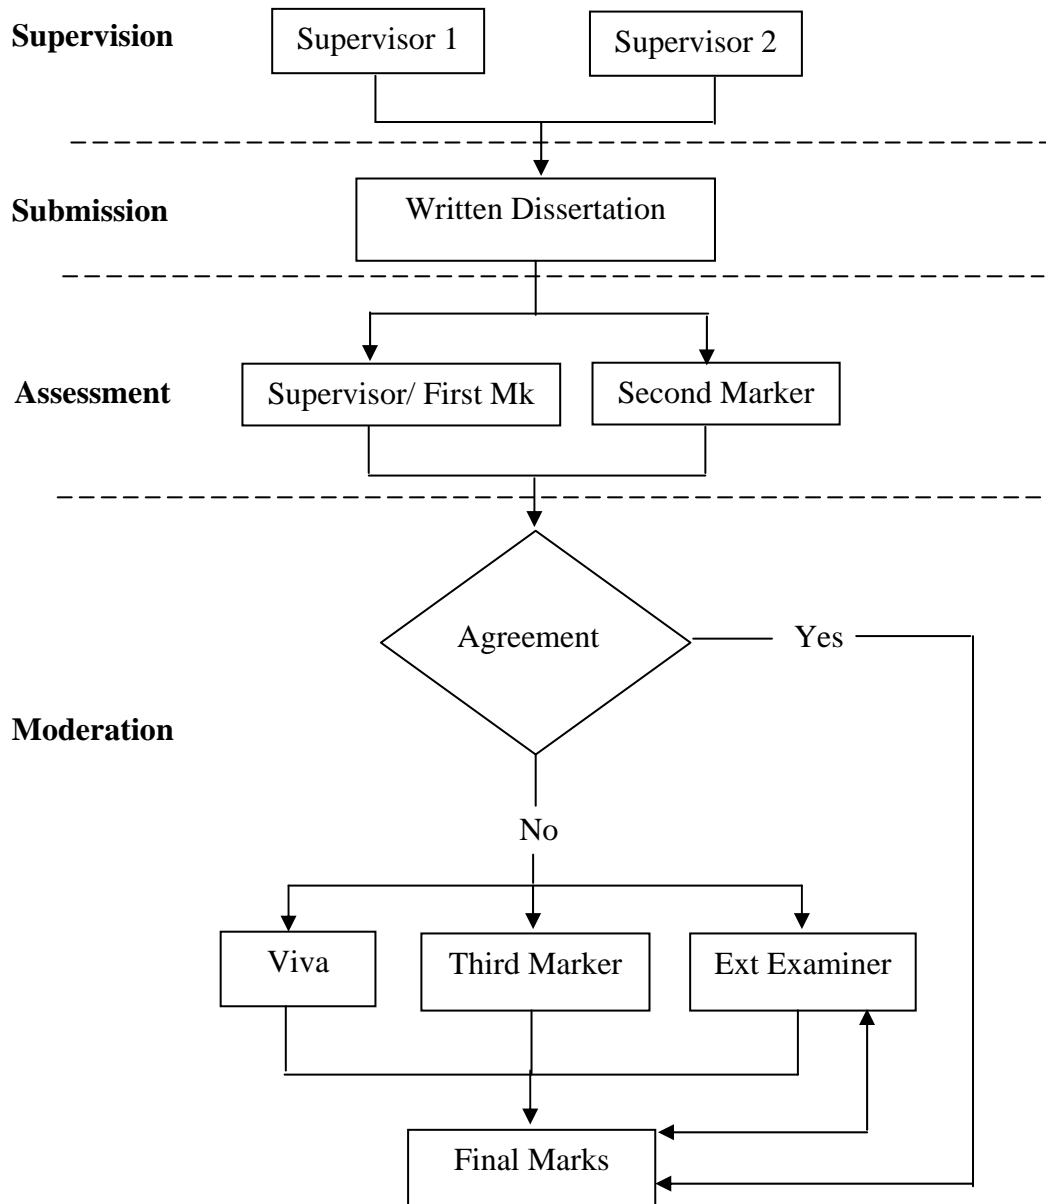 Supervision
Supervisor 1
Supervisor 2
Submission
Written Dissertation
Assessment
Supervisor/ First Mk
Second Marker
Agreement
Yes
Moderation
No
Viva
Third Marker
Ext Examiner
Final Marks